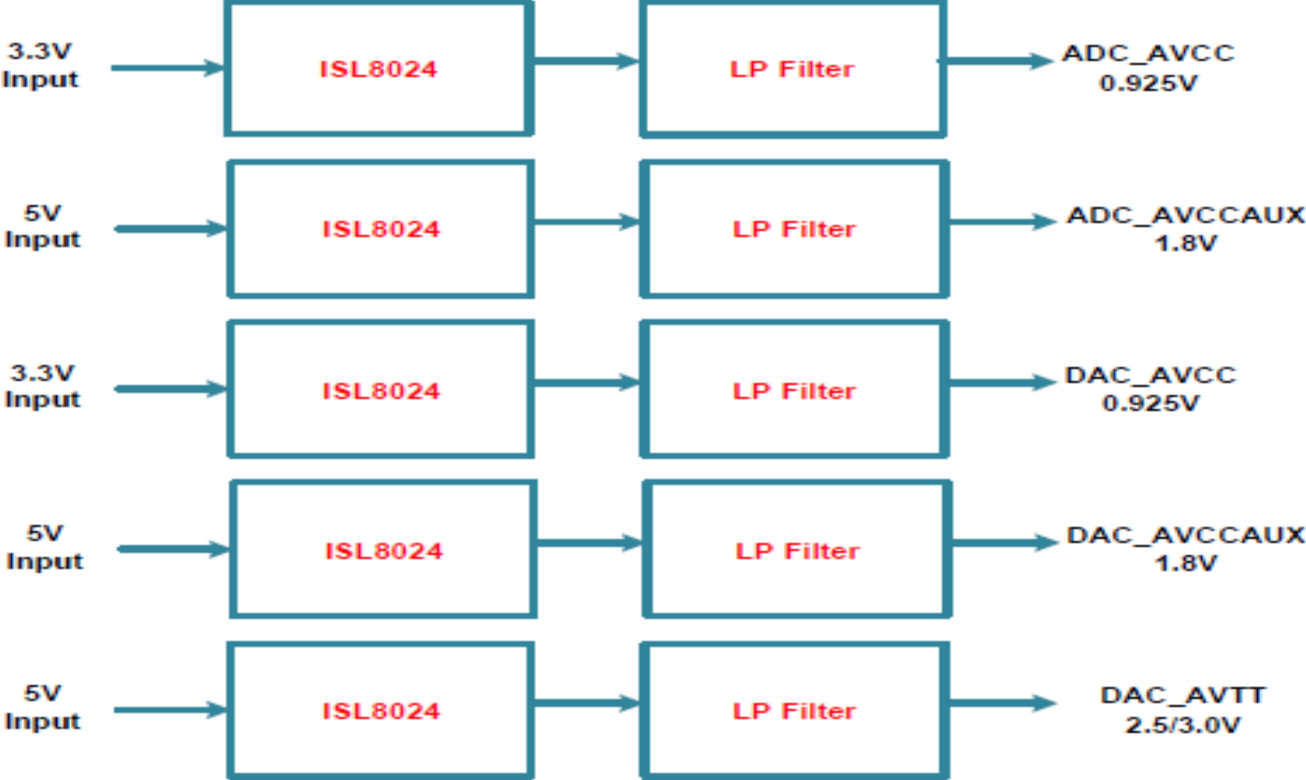 3.3V
Input
ISL8024
LP Filter
ADC_AVCC
0.925V
5V
Input
ISL8024
LP Filter
ADC_AVCCAUX
1.8V
3.3V
Input
ISL8024
LP Filter
DAC_AVCC
0.925V
5V
Input
ISL8024
LP Filter
DAC_AVCCAUX
1.8V
5V
Input
ISL8024
LP Filter
DAC_AVTT
2.5/3.0V